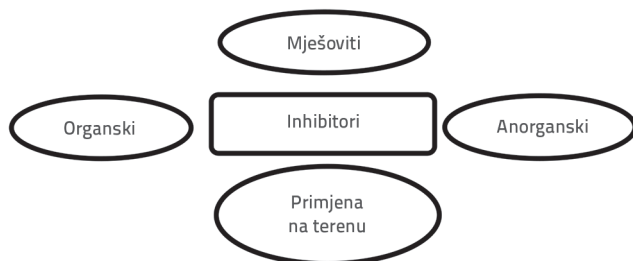 Mješoviti
Organski
Inhibitori
Anorganski
Primjena
na terenu